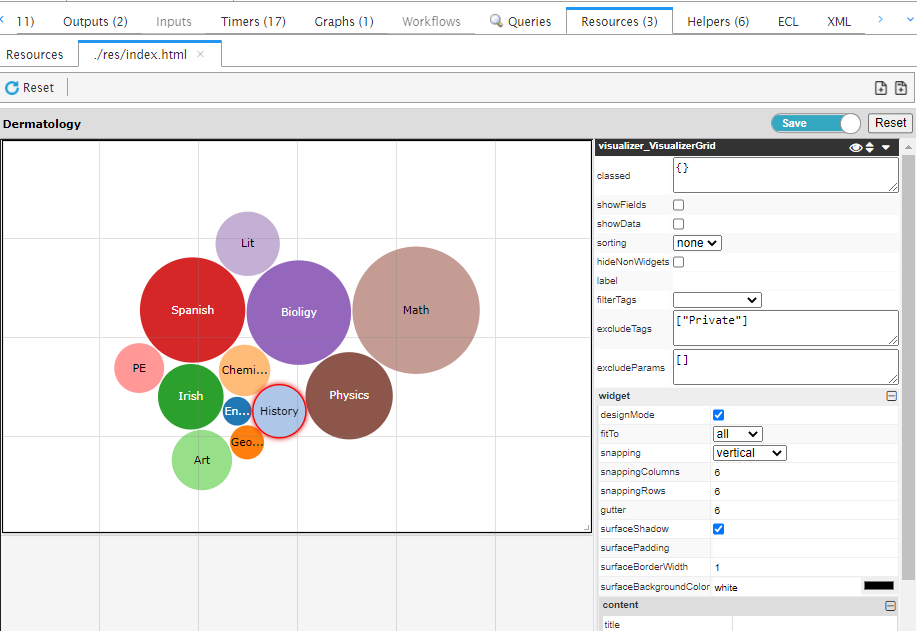 11) Outputs (2) Inputs Timers (17) Graphs (1) Workflows Queries Resources (3) Helpers (6) ECL XML
Resources ./res/index.html ×
Reset
Dermatology Save Reset
Lit
Spanish
Bioligy
Math
PE
Chemi...
Irish
En...
History
Physics
Geo...
Art
visualizer_VisualizerGrid
classed {}
showFields
showData
sorting none
hideNonWidgets
label
filterTags
excludeTags ["Private"]
excludeParams []
widget
designMode
fitTo all
snapping vertical
snappingColumns 6
snappingRows 6
gutter 6
surfaceShadow
surfacePadding
surfaceBorderWidth 1
surfaceBackgroundColor white
content
title